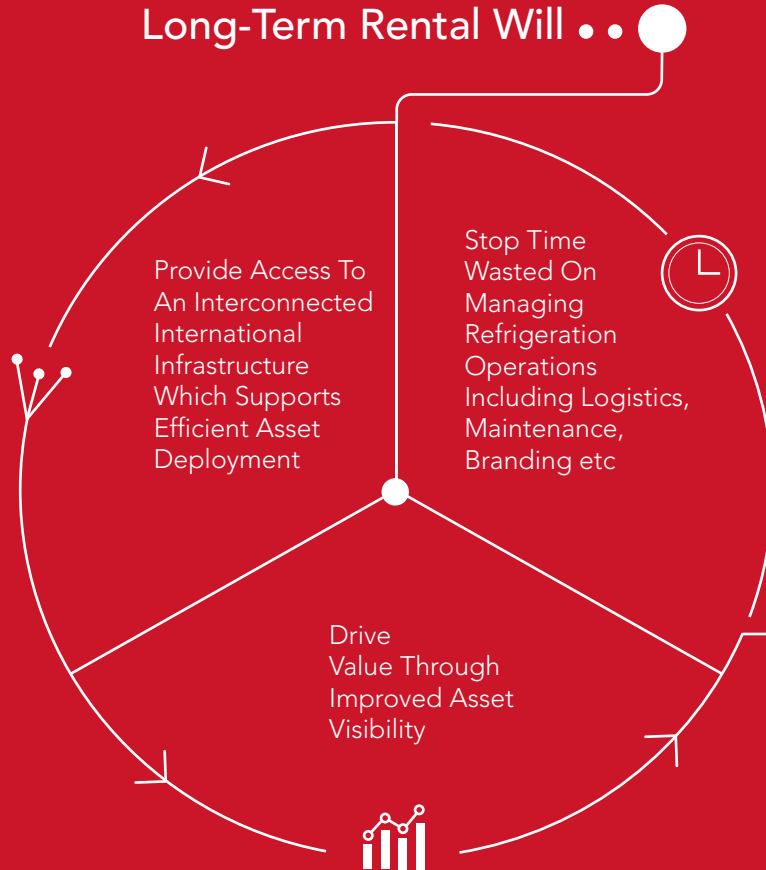 Long-Term Rental Will
Provide Access To
An Interconnected
International
Infrastructure
Which Supports
Efficient Asset
Deployment
Stop Time
Wasted On
Managing
Refrigeration
Operations
Including Logistics,
Maintenance,
Branding etc
Drive
Value Through
Improved Asset
Visibility